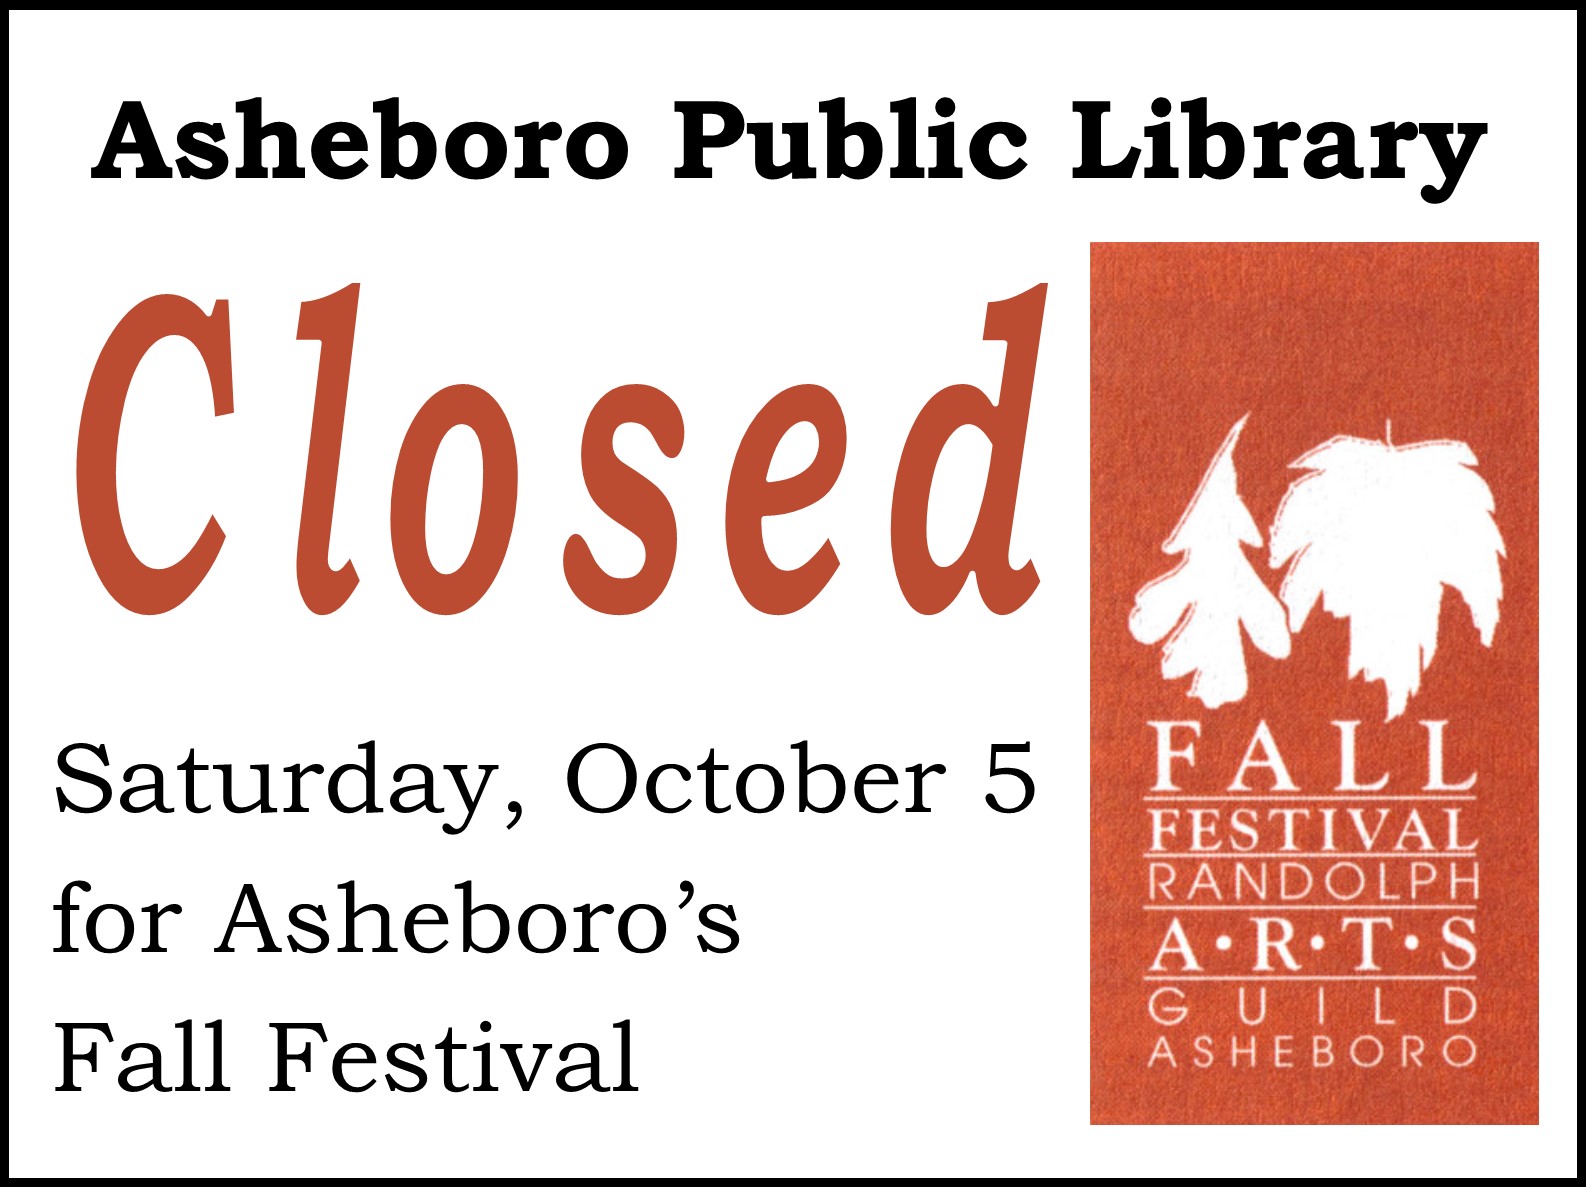 Asheboro Public Library
Closed
Saturday, October 5
for Asheboro’s
Fall Festival
FALL
FESTIVAL
RANDOLPH
A•R•T•S
GUILD
ASHEBORO